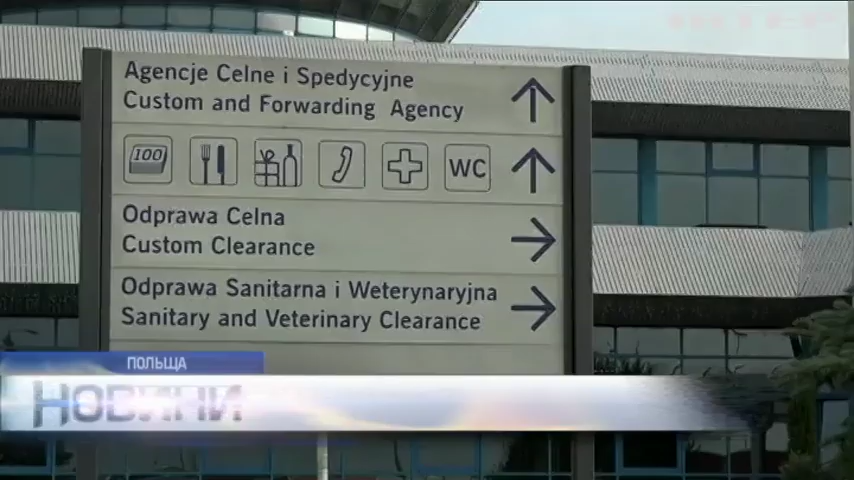 Agencje Celne i Spedycyjne
Custom and Forwarding Agency
100
WC
Odprawa Celna
Custom Clearance
Odprawa Sanitarna i Weterynaryjna
Sanitary and Veterinary Clearance
ПОЛЬЩА
НОВИНИ